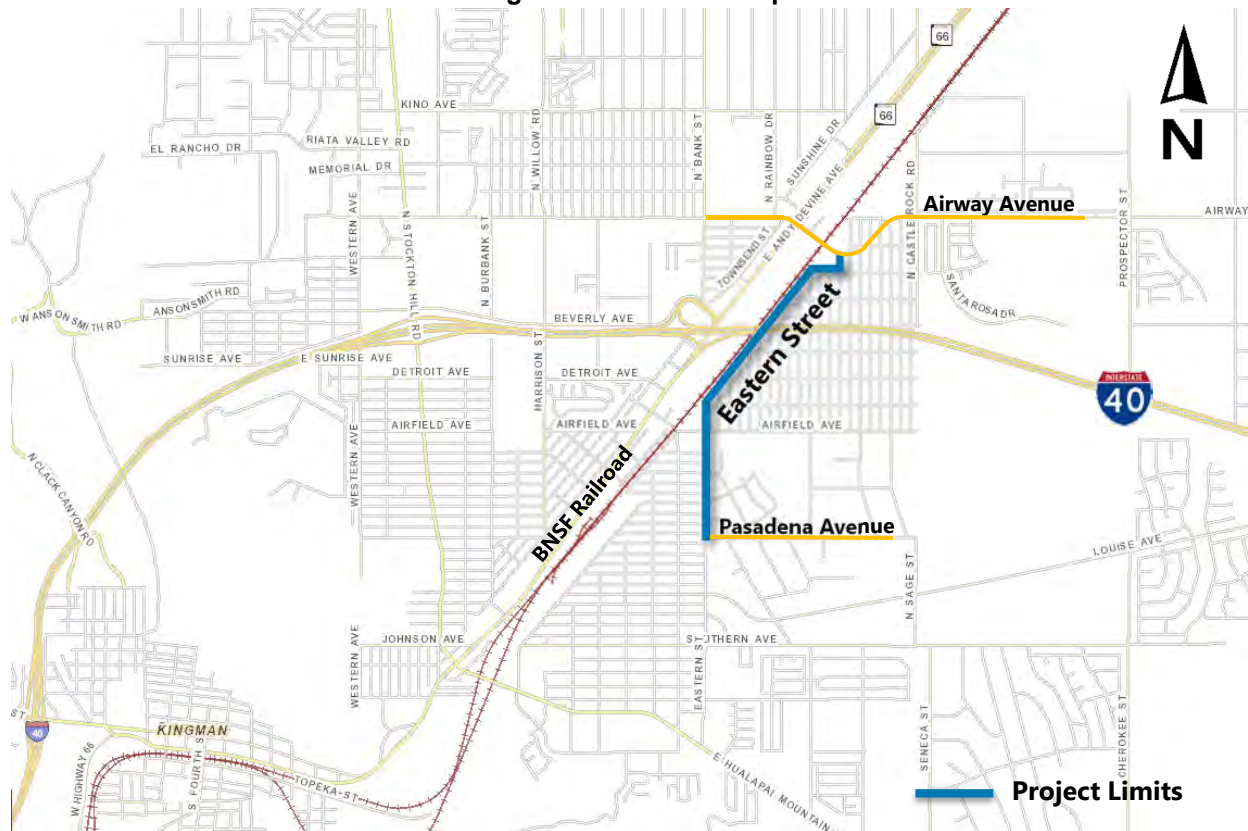 66
66
N
KINO AVE
EL RANCHO DR
RIATA VALLEY RD
MEMORIAL DR
N WILLOW RD
N BANK ST
N RAINBOW DR
SUNSHINE DR
E ANDY DEVINE AVE
TOWNSEND ST
N CASTLE ROCK RD
Airway Avenue
AIRWAY
PROSPECTOR ST
WESTERN AVE
N STOCKTON HILL RD
N BURBANK ST
SANTA ROSA DR
W ANSON SMITH RD
ANSON SMITH RD
BEVERLY AVE
SUNRISE AVE
E SUNRISE AVE
HARRISON ST
DETROIT AVE
DETROIT AVE
Eastern Street
INTERSTATE
40
AIRFIELD AVE
AIRFIELD AVE
AIRFIELD AVE
WESTERN AVE
N CLACK CANYON RD
BNSF Railroad
Pasadena Avenue
LOUISE AVE
N SAGE ST
JOHNSON AVE
WESTERN AVE
SOUTHERN AVE
EASTERN ST
ST
40
KINGMAN
W HIGHWAY 66
S FOURTH ST
TOPEKA ST
E HUALAPAI MOUNTAIN
SENECA ST
CHEROKEE ST
Project Limits